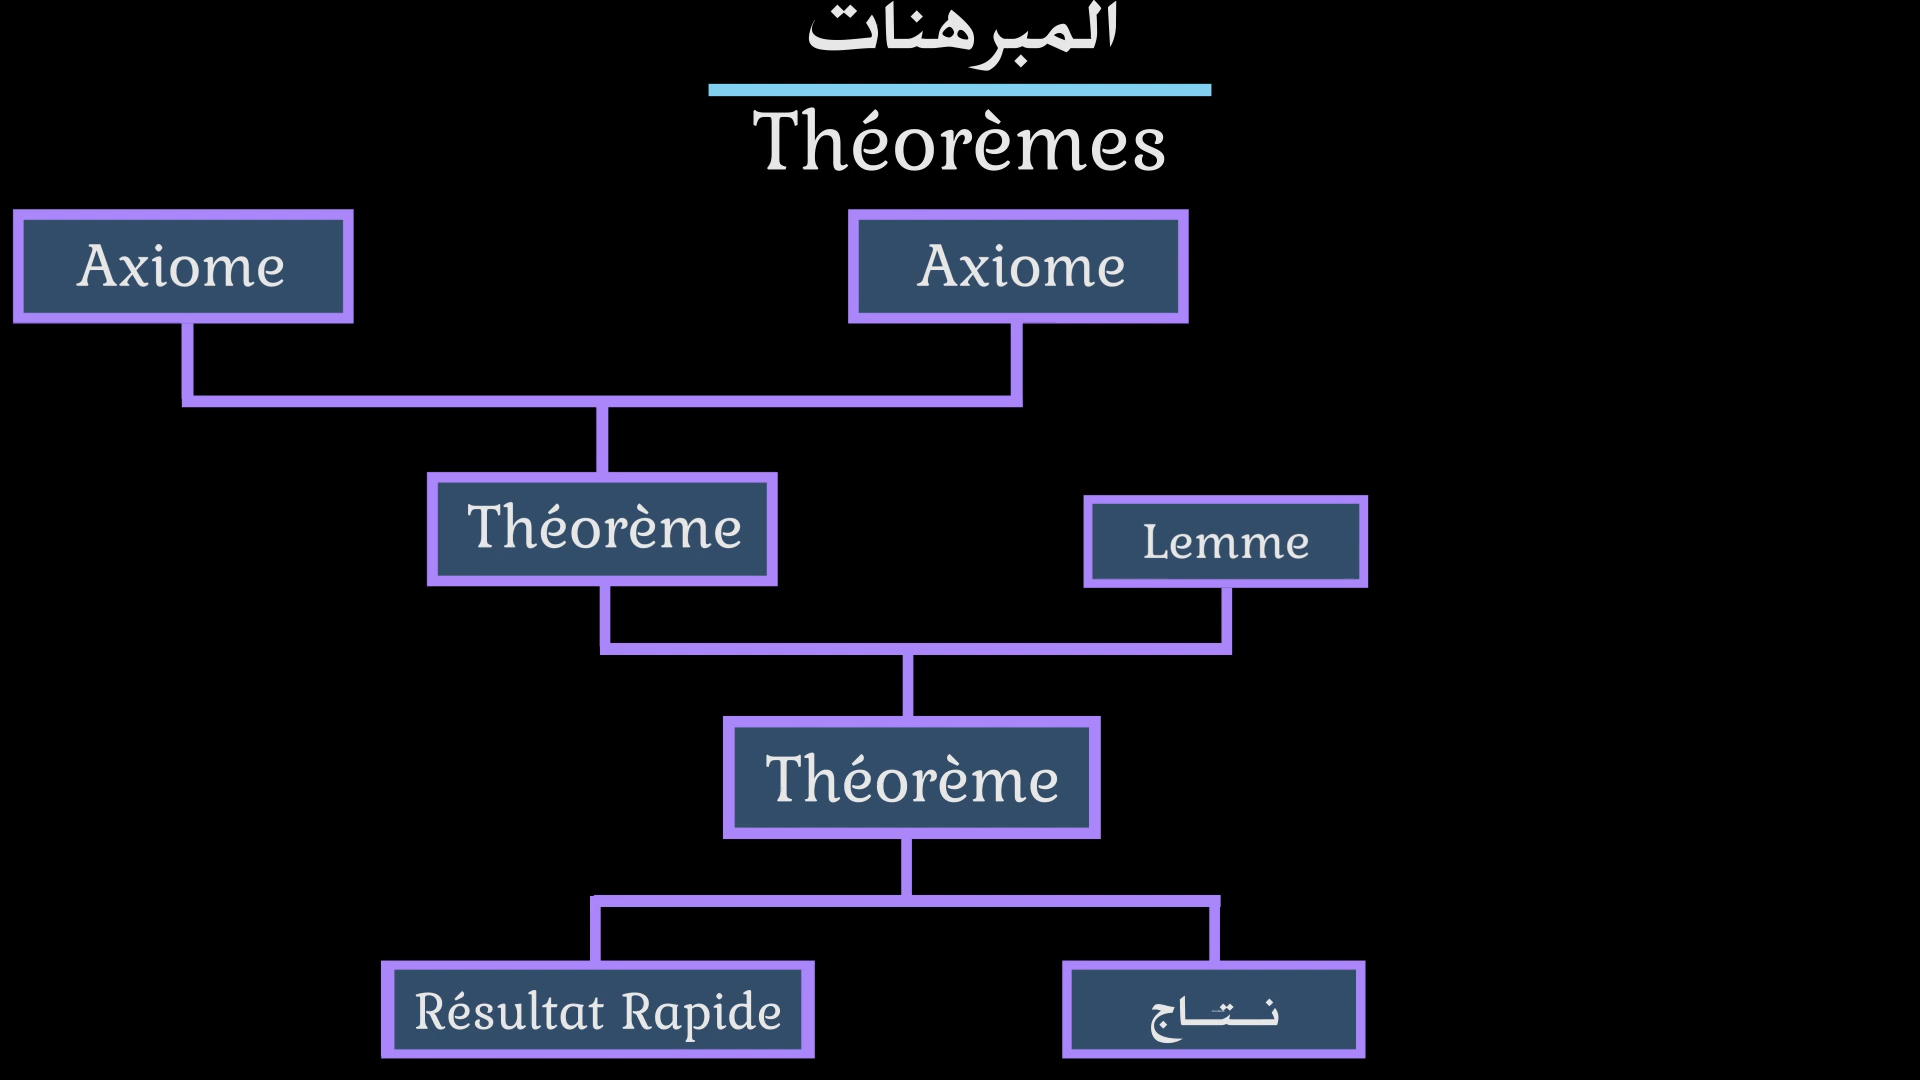 المبرهنات
Théorèmes
Axiome
Axiome
Théorème
Lemme
Théorème
Résultat Rapide
نـتـاج